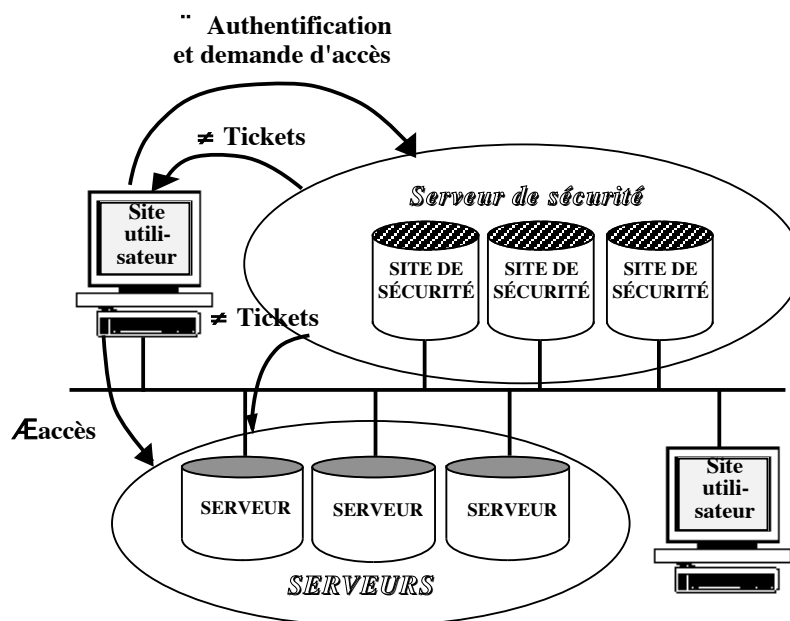 ¨ Authentification
et demande d'accès
≠ Tickets
Serveur de sécurité
Site
utili-
sateur
SITE DE
SÉCURITÉ
SITE DE
SÉCURITÉ
SITE DE
SÉCURITÉ
≠ Tickets
Æaccès
SERVEUR
SERVEUR
SERVEUR
SERVEURS
Site
utili-
sateur